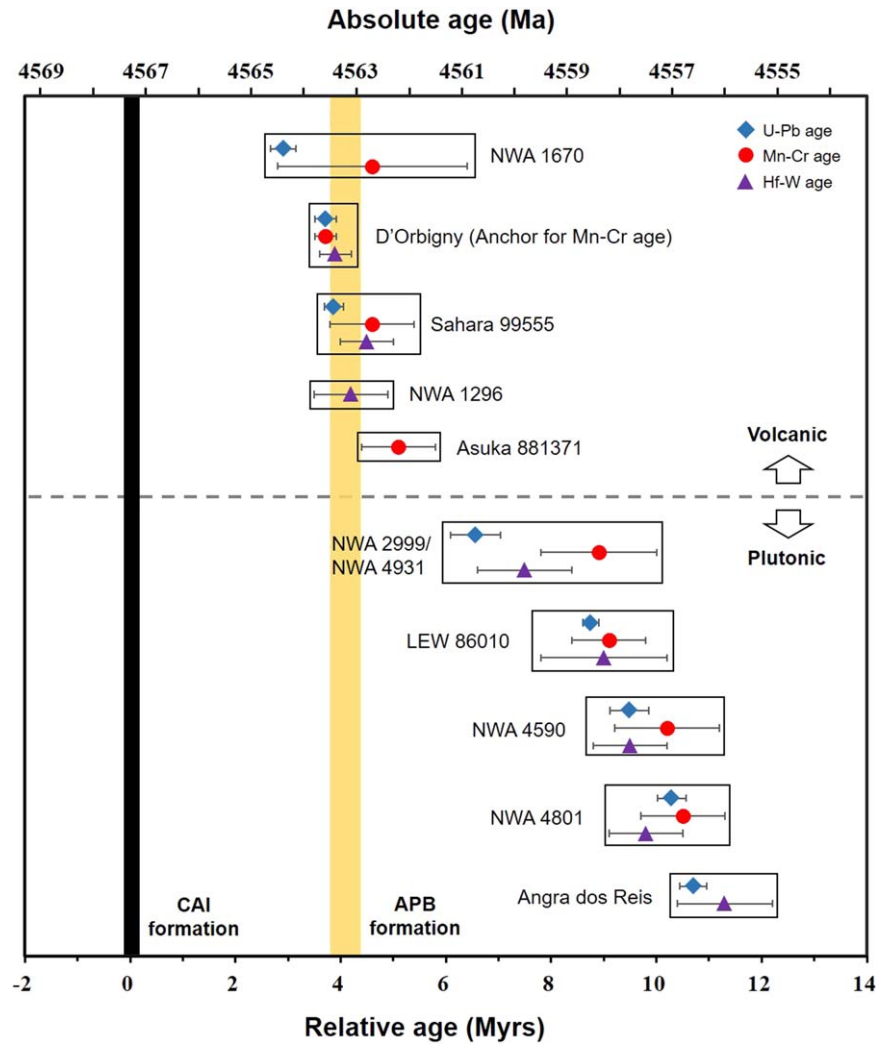 Absolute age (Ma)
4569 4567 4565 4563 4561 4559 4557 4555
U-Pb age
Mn-Cr age
Hf-W age
NWA 1670
D'Orbigny (Anchor for Mn-Cr age)
Sahara 99555
NWA 1296
Asuka 881371
Volcanic
Plutonic
NWA 2999/
NWA 4931
LEW 86010
NWA 4590
NWA 4801
Angra dos Reis
CAI
formation
APB
formation
-2 0 2 4 6 8 10 12 14
Relative age (Myrs)